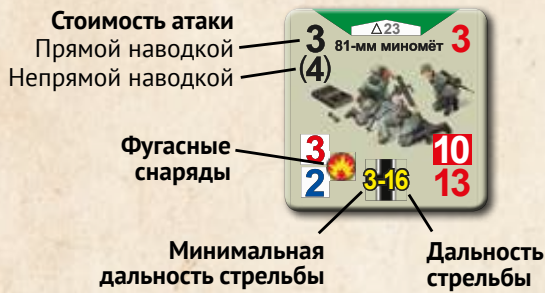 Стоимость атаки
Прямой наводкой
Непрямой наводкой
△23
3 81-мм миномёт 3
(4)
Фугасные
снаряды
3 10
2 3-16 13
Минимальная
дальность стрельбы
Дальность
стрельбы